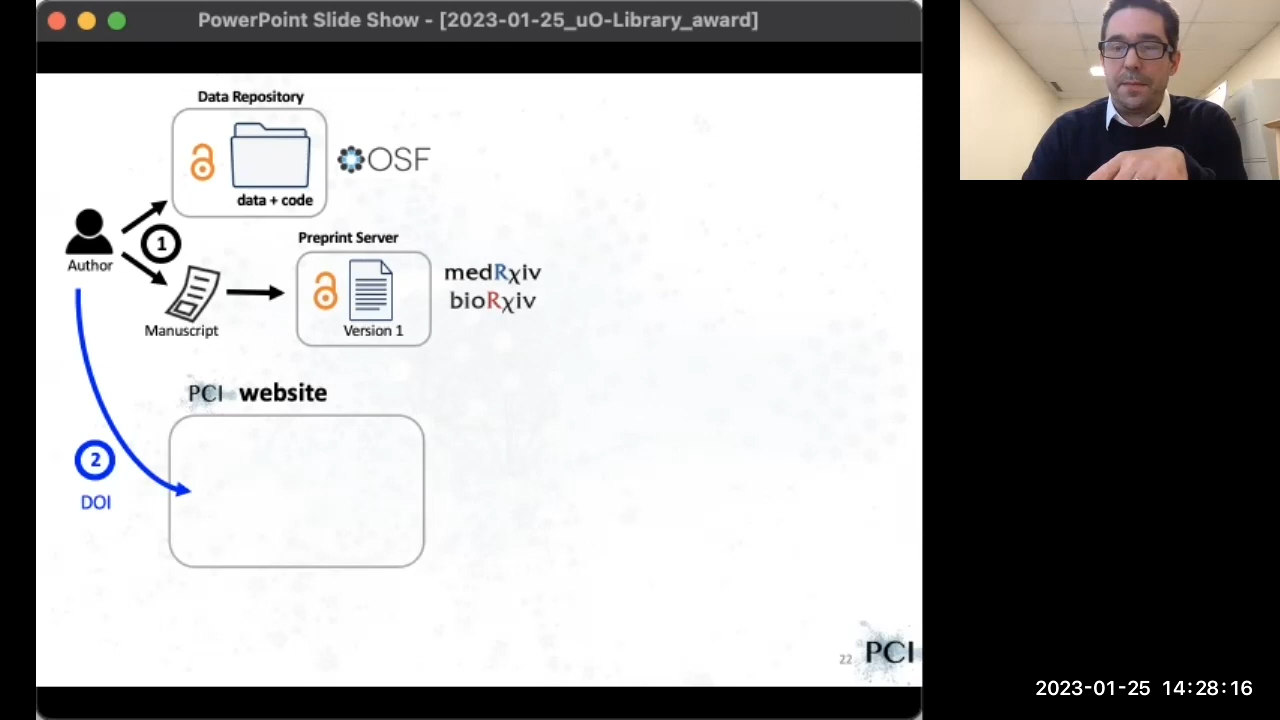 PowerPoint Slide Show - [2023-01-25_uO-Library_award]
Data Repository
OSF
data + code
1
Author
Preprint Server
medRχiv
bioRχiv
Manuscript
Version 1
PCI website
2
DOI
22
PCI
2023-01-25 14:28:16